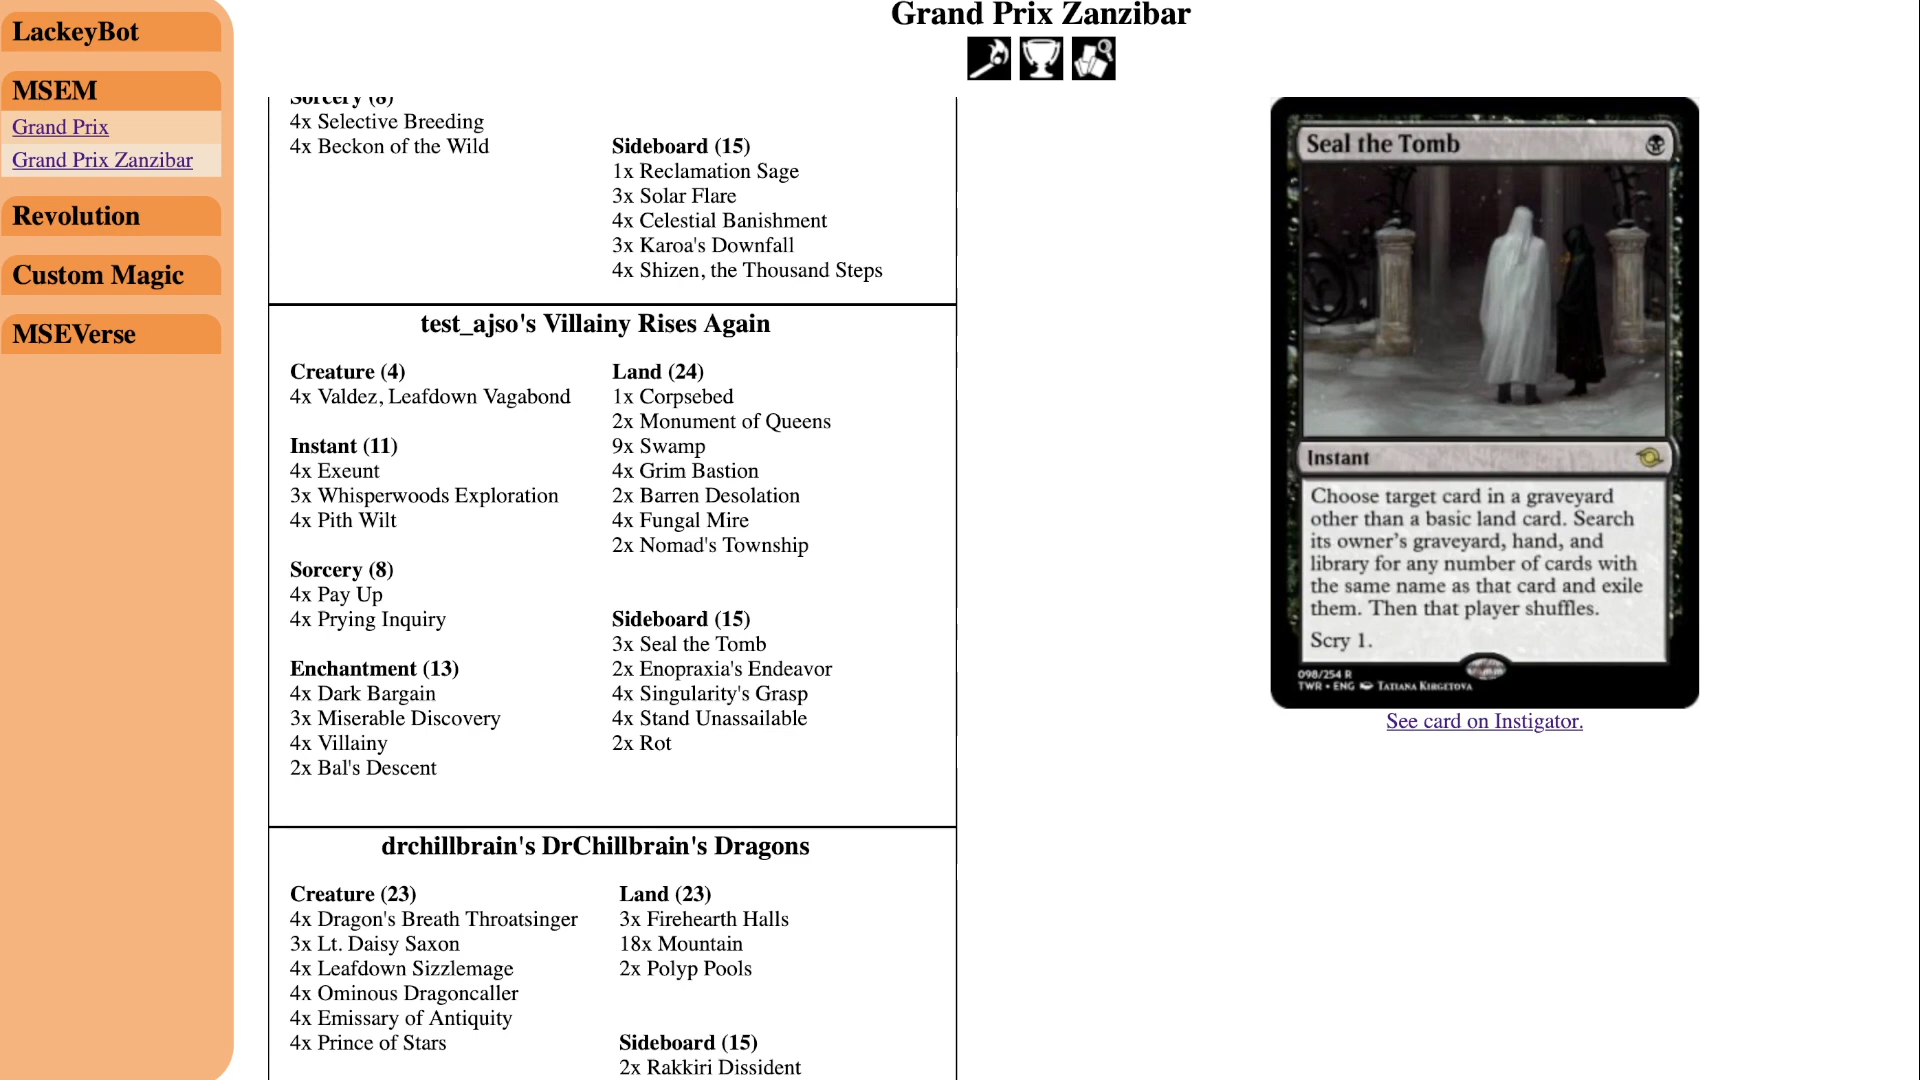 LackeyBot
MSEM
Grand Prix
Grand Prix Zanzibar
Revolution
Custom Magic
MSEVerse
Grand Prix Zanzibar
Sorcery (8)
4x Selective Breeding
4x Beckon of the Wild
Sideboard (15)
1x Reclamation Sage
3x Solar Flare
4x Celestial Banishment
3x Karoa's Downfall
4x Shizen, the Thousand Steps
test_ajso's Villainy Rises Again
Creature (4)
4x Valdez, Leafdown Vagabond
Instant (11)
4x Exeunt
3x Whisperwoods Exploration
4x Pith Wilt
Sorcery (8)
4x Pay Up
4x Prying Inquiry
Enchantment (13)
4x Dark Bargain
3x Miserable Discovery
4x Villainy
2x Bal's Descent
Land (24)
1x Corpsebed
2x Monument of Queens
9x Swamp
4x Grim Bastion
2x Barren Desolation
4x Fungal Mire
2x Nomad's Township
Sideboard (15)
3x Seal the Tomb
2x Enopraxia's Endeavor
4x Singularity's Grasp
4x Stand Unassailable
2x Rot
drchillbrain's DrChillbrain's Dragons
Creature (23)
4x Dragon's Breath Throatsinger
3x Lt. Daisy Saxon
4x Leafdown Sizzlemage
4x Ominous Dragoncaller
4x Emissary of Antiquity
4x Prince of Stars
Land (23)
3x Firehearth Halls
18x Mountain
2x Polyp Pools
Sideboard (15)
2x Rakkiri Dissident
Seal the Tomb
Instant
Choose target card in a graveyard
other than a basic land card. Search
its owner's graveyard, hand, and
library for any number of cards with
the same name as that card and exile
them. Then that player shuffles.
Scry 1.
098/254 R
TWR • ENG Tatiana Kirgetova
See card on Instigator.